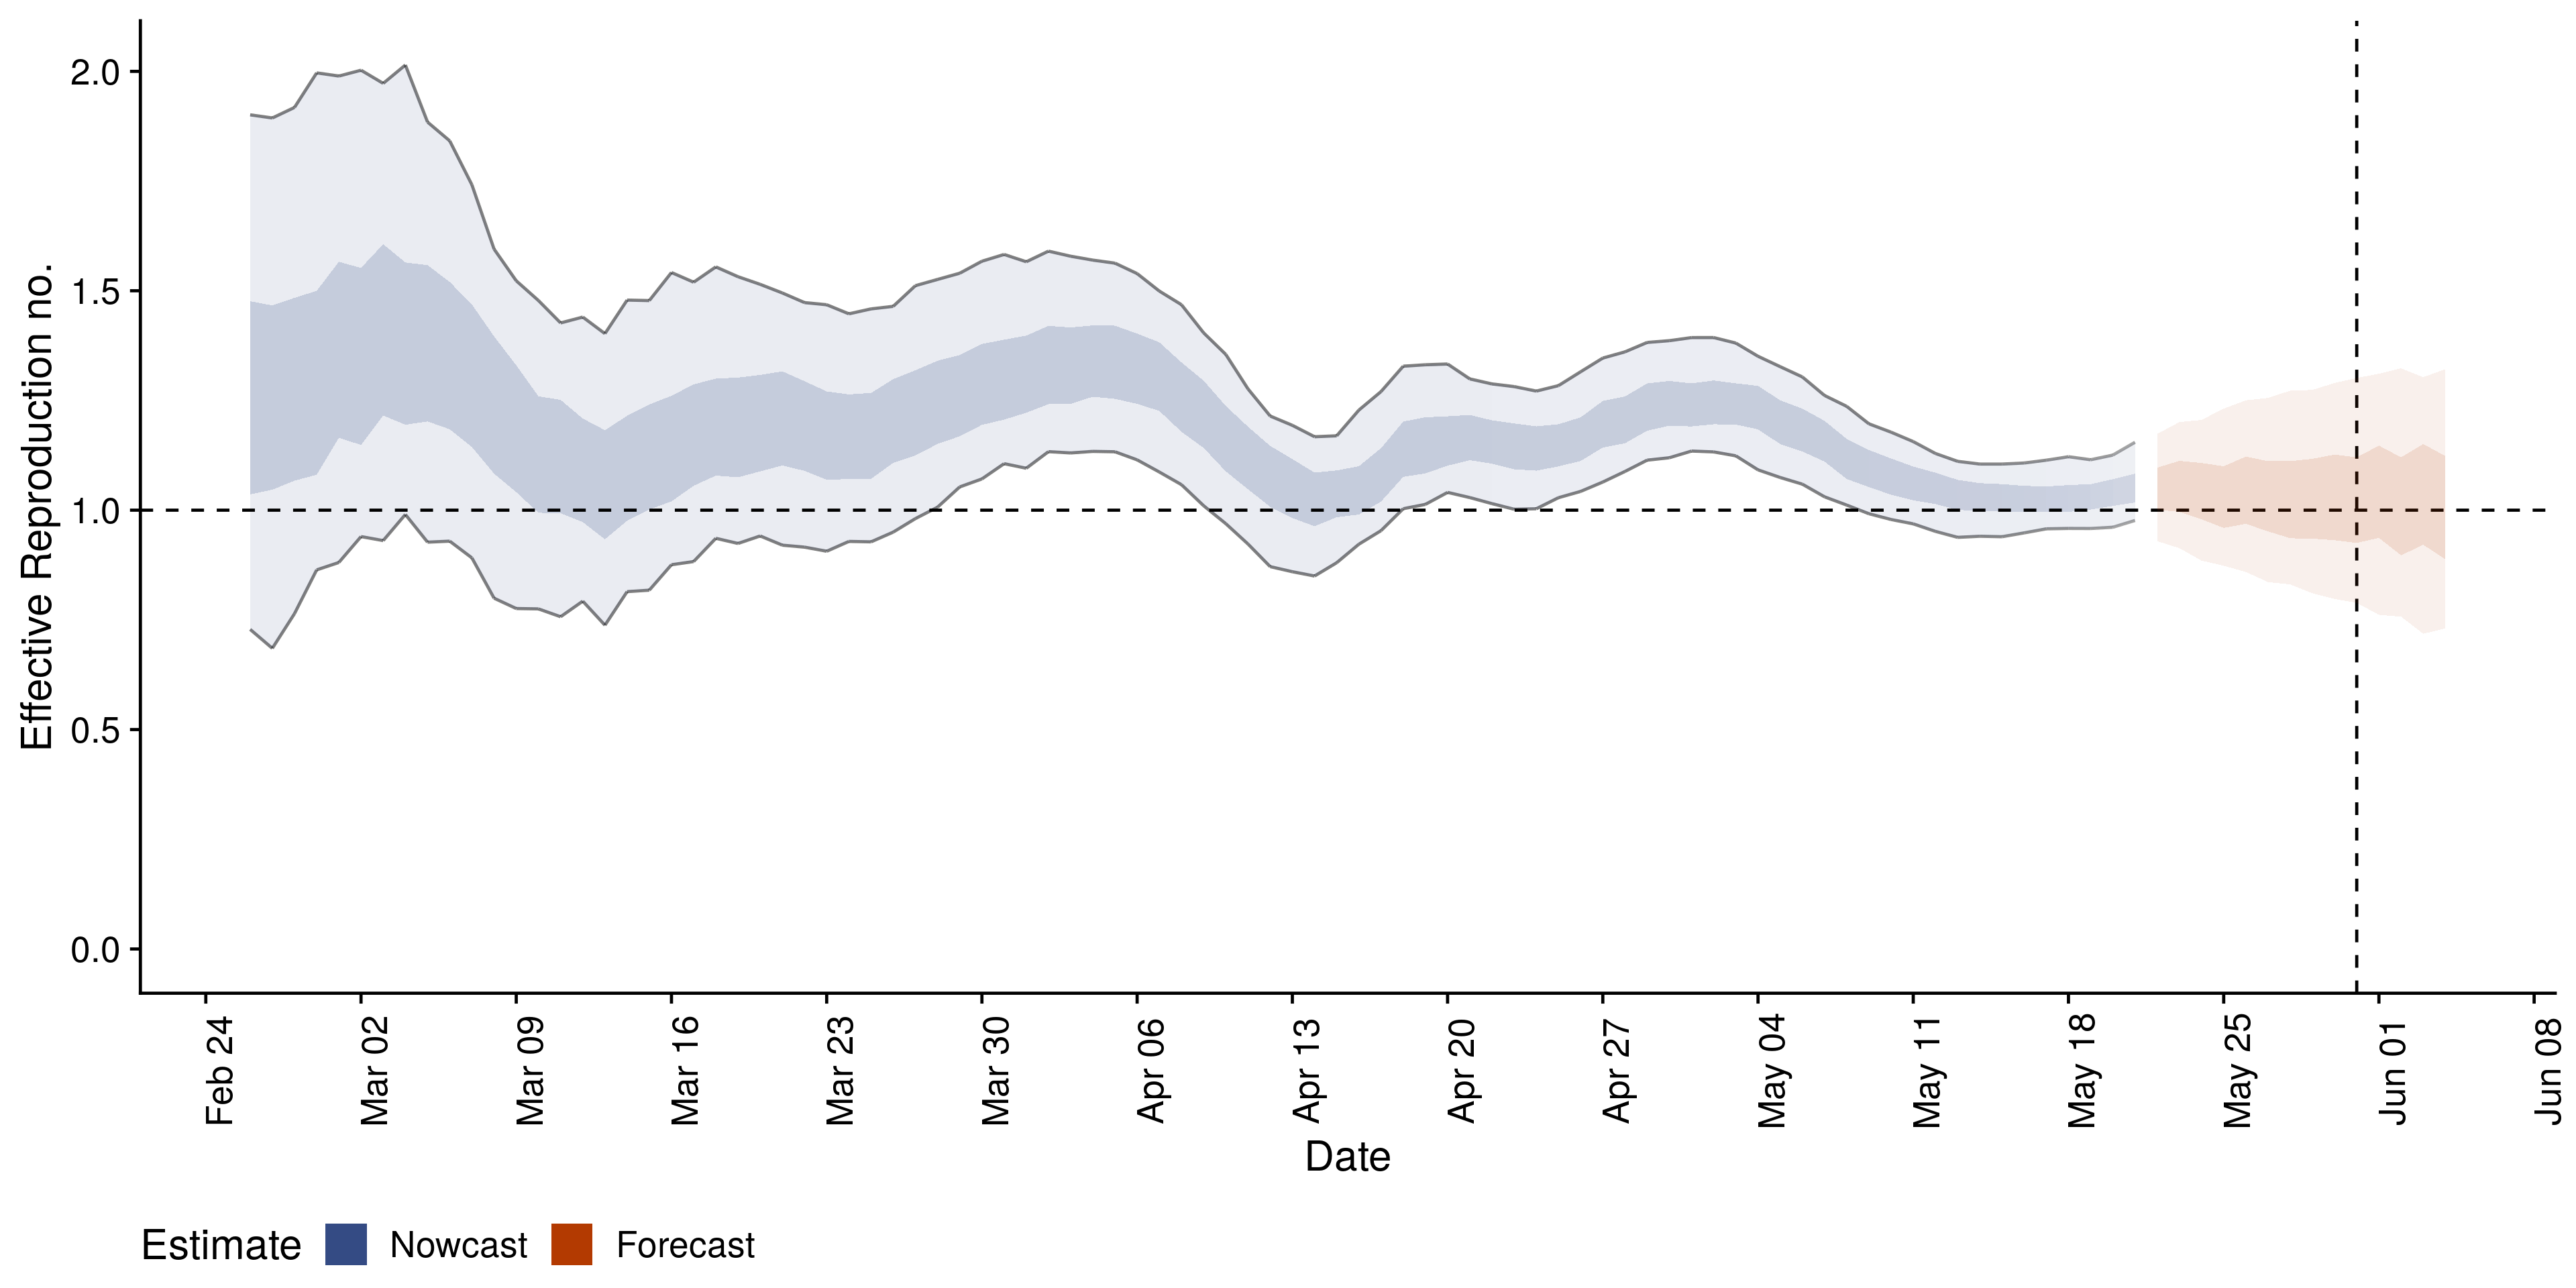 Effective Reproduction no.
2.0
1.5
1.0
0.5
0.0
Feb 24
Mar 02
Mar 09
Mar 16
Mar 23
Mar 30
Apr 06
Apr 13
Apr 20
Apr 27
May 04
May 11
May 18
May 25
Jun 01
Jun 08
Date
Estimate Nowcast Forecast